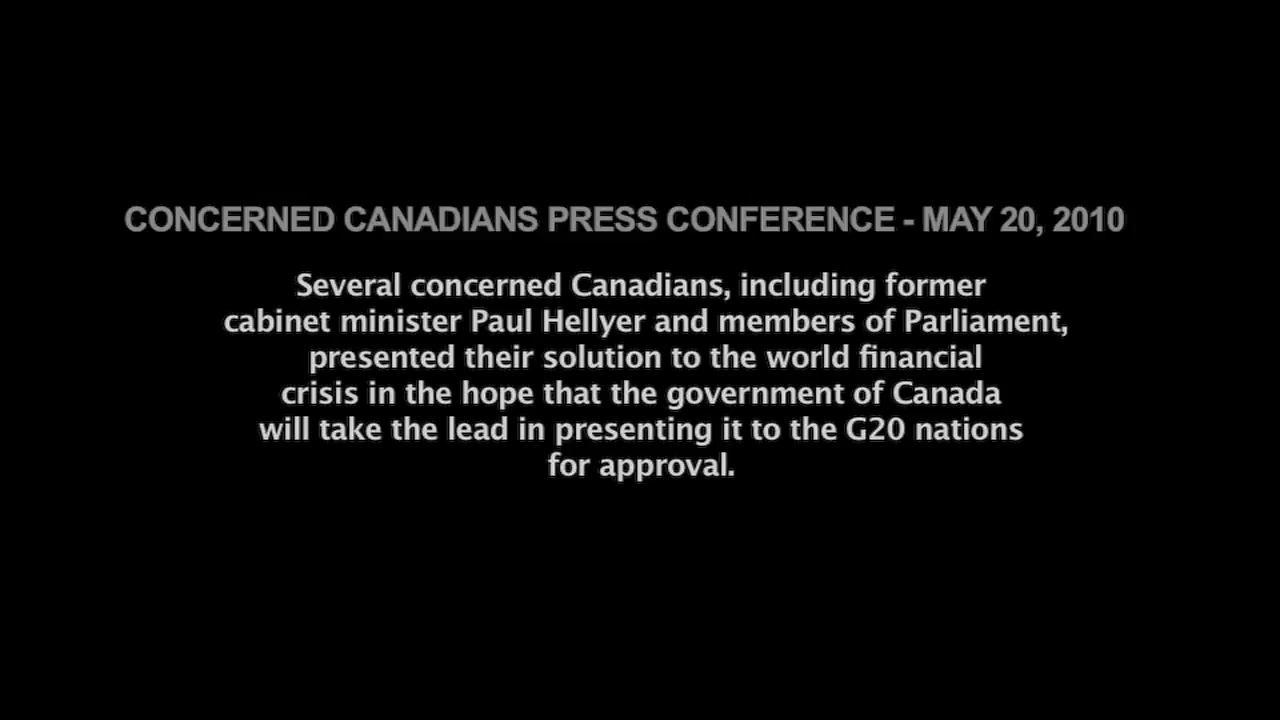 CONCERNED CANADIANS PRESS CONFERENCE - MAY 20, 2010
Several concerned Canadians, including former
cabinet minister Paul Hellyer and members of Parliament,
presented their solution to the world financial
crisis in the hope that the government of Canada
will take the lead in presenting it to the G20 nations
for approval.